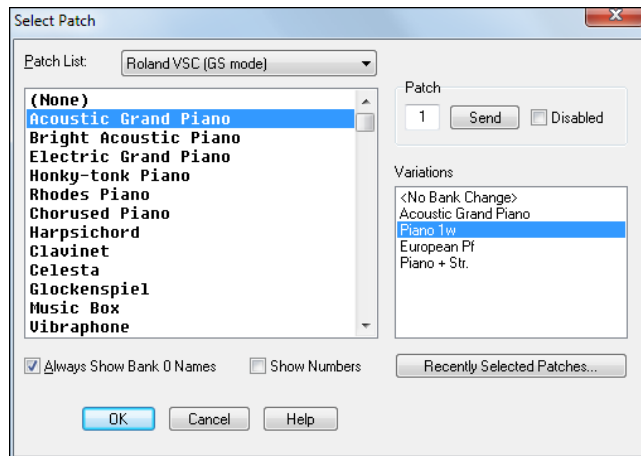 Select Patch
Patch List: Roland VSC (GS mode)
(None)
Acoustic Grand Piano
Bright Acoustic Piano
Electric Grand Piano
Honky-tonk Piano
Rhodes Piano
Chorused Piano
Harpsichord
Clavinet
Celesta
Glockenspiel
Music Box
Vibraphone
Patch
1 Send Disabled
Variations
<No Bank Change>
Acoustic Grand Piano
Piano 1w
European Pf
Piano + Str.
Always Show Bank 0 Names Show Numbers Recently Selected Patches...
OK Cancel Help